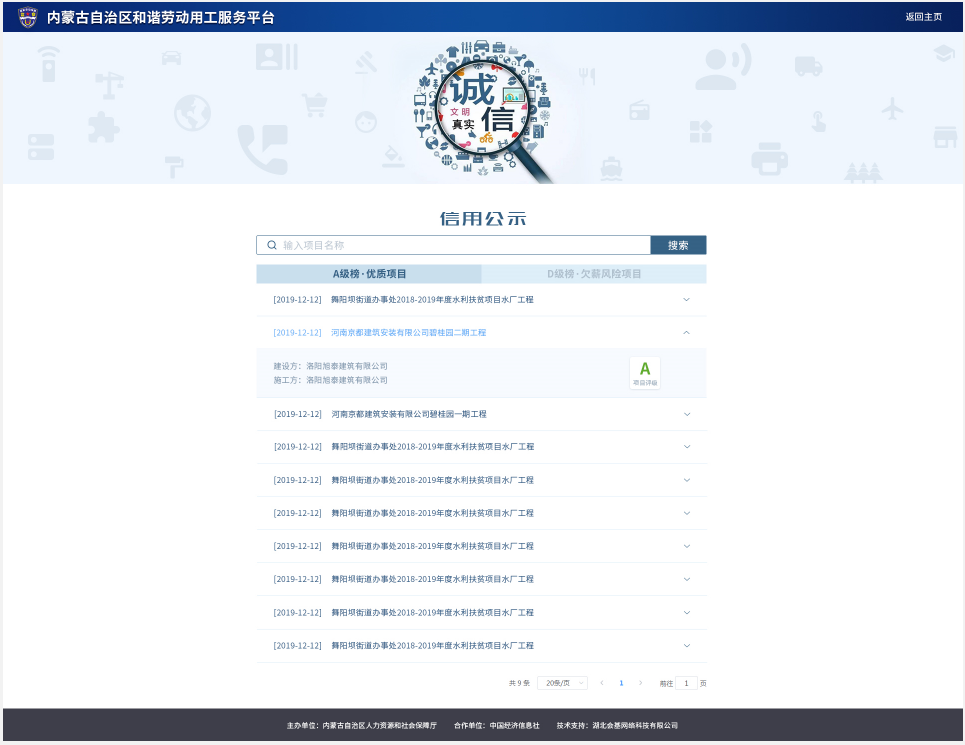 内蒙古自治区和谐劳动用工服务平台
返回主页
诚
文明
信
真实
信用公示
输入项目名称
搜索
A级榜·优质项目
D级榜·欠薪风险项目
[2019-12-12] 舞阳坝街道办事处2018-2019年度水利扶贫项目水厂工程
[2019-12-12] 河南京都建筑安装有限公司碧桂园二期工程
建设方：洛阳旭泰建筑有限公司
施工方：洛阳旭泰建筑有限公司
A
项目评级
[2019-12-12] 河南京都建筑安装有限公司碧桂园一期工程
[2019-12-12] 舞阳坝街道办事处2018-2019年度水利扶贫项目水厂工程
[2019-12-12] 舞阳坝街道办事处2018-2019年度水利扶贫项目水厂工程
[2019-12-12] 舞阳坝街道办事处2018-2019年度水利扶贫项目水厂工程
[2019-12-12] 舞阳坝街道办事处2018-2019年度水利扶贫项目水厂工程
[2019-12-12] 舞阳坝街道办事处2018-2019年度水利扶贫项目水厂工程
[2019-12-12] 舞阳坝街道办事处2018-2019年度水利扶贫项目水厂工程
[2019-12-12] 舞阳坝街道办事处2018-2019年度水利扶贫项目水厂工程
共 9 条 20条/页 1 前往 1 页
主办单位：内蒙古自治区人力资源和社会保障厅 合作单位：中国经济信息社 技术支持：湖北会基网络科技有限公司